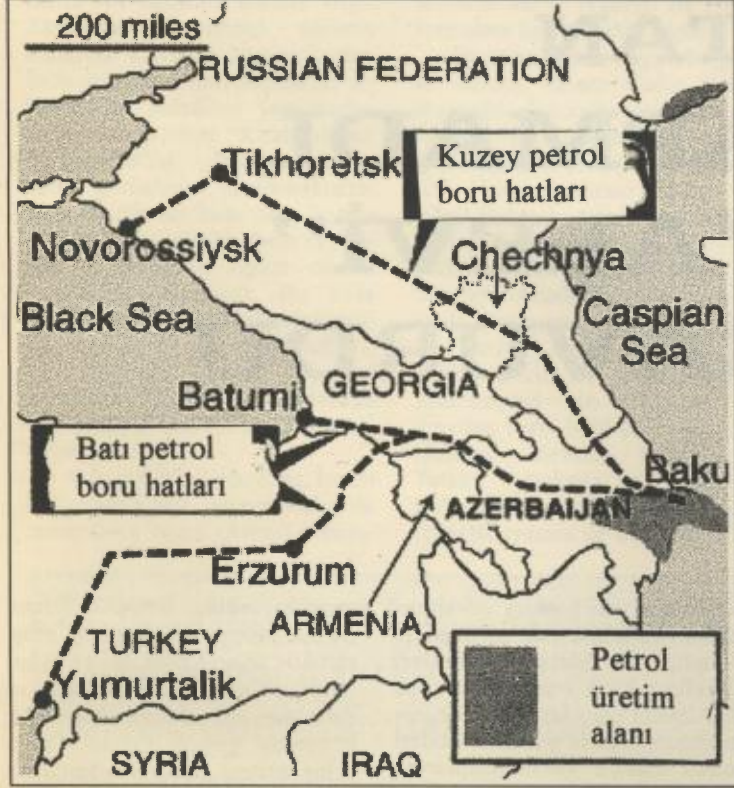 200 miles
RUSSIAN FEDERATION
Tikhoretsk
Kuzey petrol
boru hatları
Novorossiysk
Chechnya
Black Sea
Caspian
Sea
GEORGIA
Batumi
Batı petrol
boru hatları
Baku
AZERBAIJAN
Erzurum
ARMENIA
TURKEY
Yumurtalik
Petrol
üretim
alanı
SYRIA
IRAQ